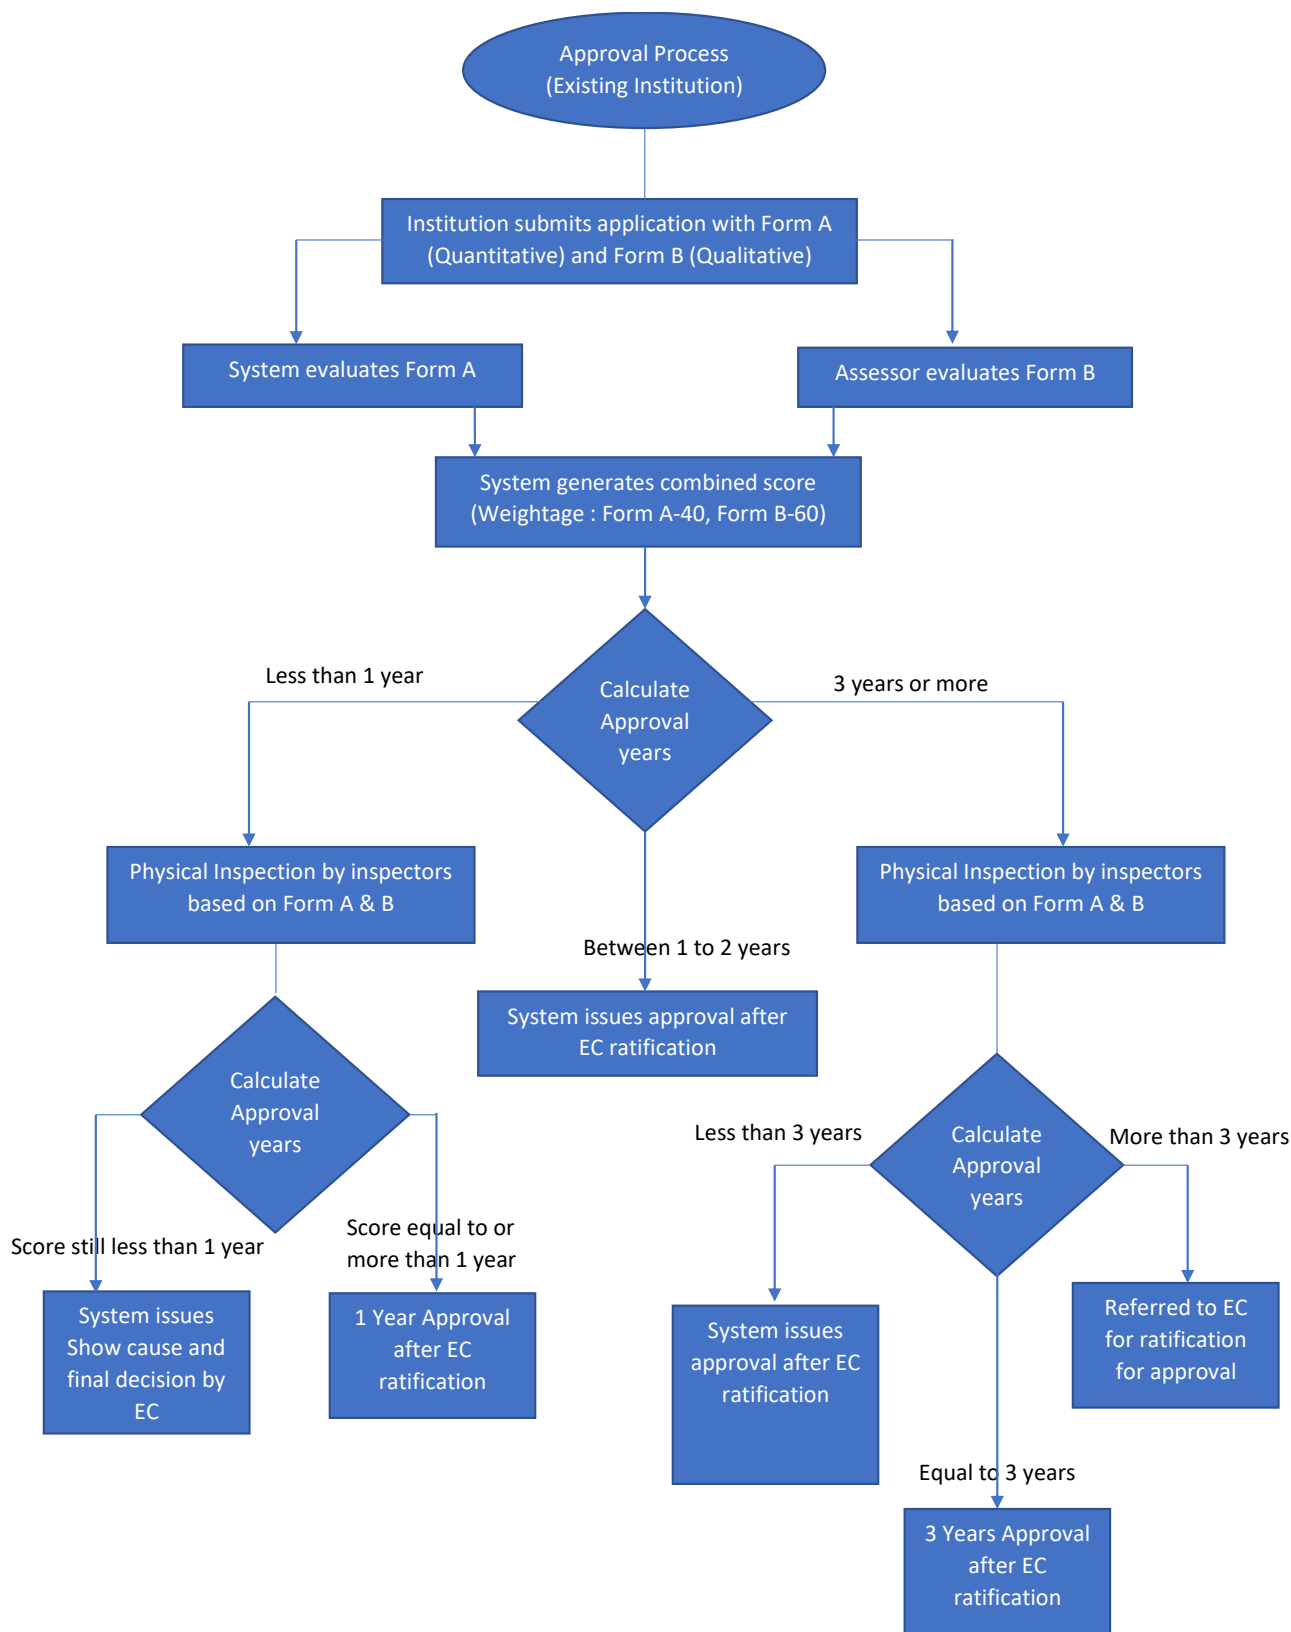 Approval Process
(Existing Institution)
Institution submits application with Form A
(Quantitative) and Form B (Qualitative)
System evaluates Form A
Assessor evaluates Form B
System generates combined score
(Weightage : Form A-40, Form B-60)
Less than 1 year
Calculate
Approval
years
3 years or more
Physical Inspection by inspectors
based on Form A & B
Between 1 to 2 years
System issues approval after
EC ratification
Physical Inspection by inspectors
based on Form A & B
Calculate
Approval
years
Score still less than 1 year
Score equal to or
more than 1 year
System issues
Show cause and
final decision by
EC
1 Year Approval
after EC
ratification
Less than 3 years
Calculate
Approval
years
More than 3 years
System issues
approval after EC
ratification
Referred to EC
for ratification
for approval
Equal to 3 years
3 Years Approval
after EC
ratification